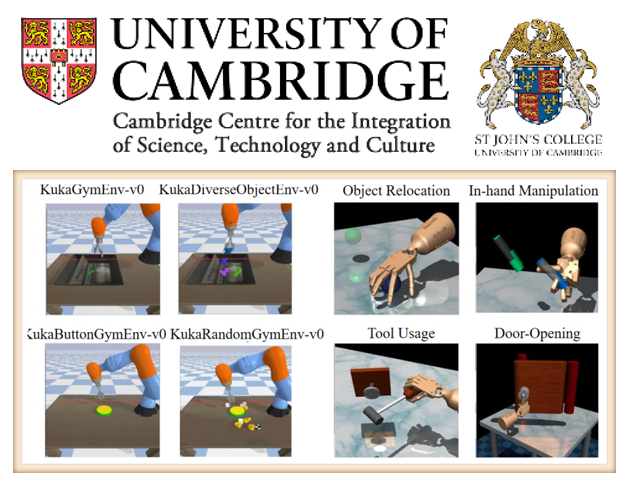 UNIVERSITY OF
CAMBRIDGE
Cambridge Centre for the Integration
of Science, Technology and Culture
ST JOHN'S COLLEGE
UNIVERSITY OF CAMBRIDGE
KukaGymEnv-v0 KukaDiverseObjectEnv-v0 Object Relocation In-hand Manipulation
KukaButtonGymEnv-v0 KukaRandomGymEnv-v0 Tool Usage Door-Opening